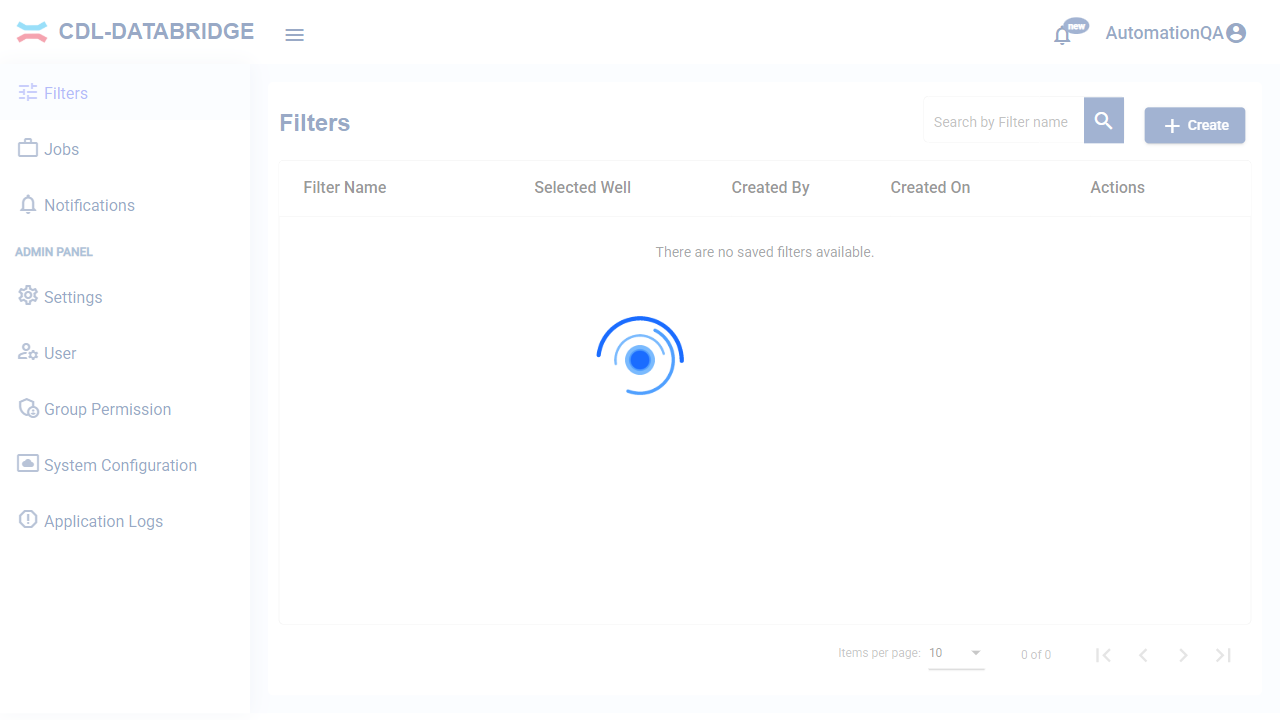 CDL-DATABRIDGE
new
AutomationQA
Filters
Jobs
Notifications
ADMIN PANEL
Settings
User
Group Permission
System Configuration
Application Logs
Filters
Search by Filter name
Create
Filter Name Selected Well Created By Created On Actions
There are no saved filters available.
Items per page: 10 0 of 0